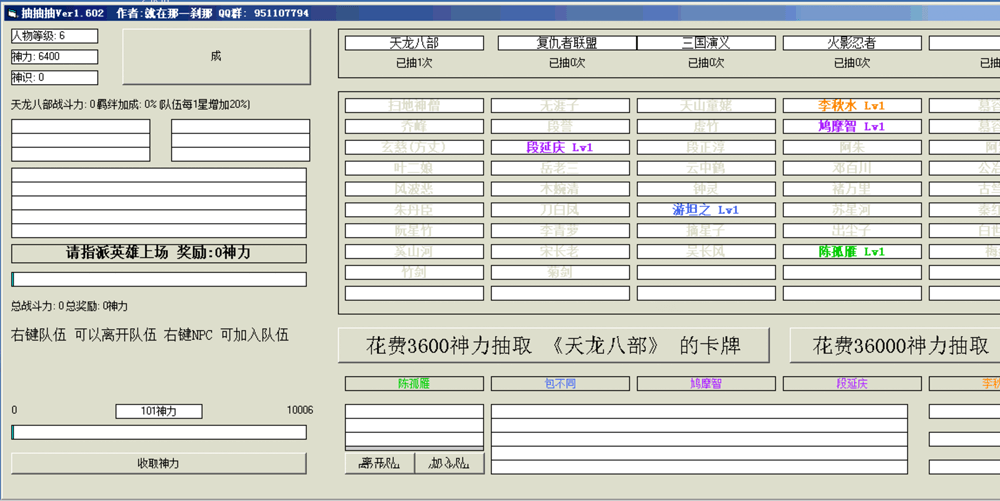 抽抽抽Ver1.602 作者:就在那一刹那 QQ群: 951107794
人物等级: 6
神力: 6400
神识: 0
成
天龙八部战斗力: 0 羁绊加成: 0% (队伍每1星增加20%)
请指派英雄上场 奖励:0神力
总战斗力: 0 总奖励: 0神力
右键队伍 可以离开队伍 右键NPC 可加入队伍
0 101神力 10006
收取神力
天龙八部 复仇者联盟 三国演义 火影忍者
已抽1次 已抽0次 已抽0次 已抽0次 已抽
扫地神僧 无涯子 天山童姥 李秋水 Lv1
乔峰 段誉 虚竹 鸠摩智 Lv1
玄慈(方丈) 段延庆 Lv1 段正淳 阿朱 阿
叶二娘 岳老三 云中鹤 邓百川 公冶
风波恶 木婉清 钟灵 褚万里 古笃
朱丹臣 刀白凤 游坦之 Lv1 苏星河
阮星竹 李青萝 摘星子 出尘子 白世
奚山河 宋长老 吴长风 陈孤雁 Lv1 梅
竹剑 菊剑
花费3600神力抽取 《天龙八部》 的卡牌
花费36000神力抽取
陈孤雁 包不同 鸠摩智 段延庆 李秋
离开队 加入队